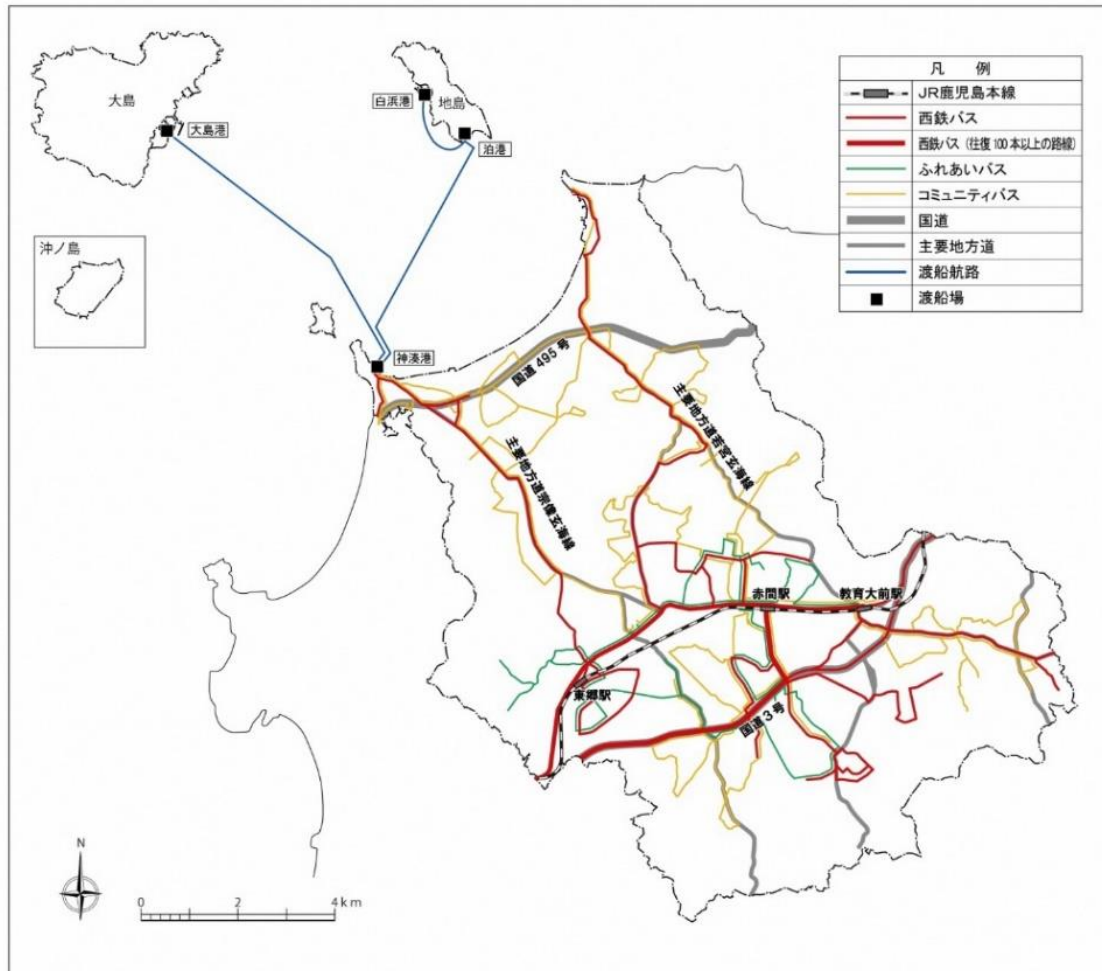 大島
大島港
白浜港
地島
泊港
沖ノ島
神湊港
国道495号
主要地方道宗像玄海線
主要地方道若宮玄海線
赤間駅
教育大前駅
東郷駅
国道3号
凡 例
JR鹿児島本線
西鉄バス
西鉄バス（往復100本以上の路線）
ふれあいバス
コミュニティバス
国道
主要地方道
渡船航路
渡船場
N
0 2 4km